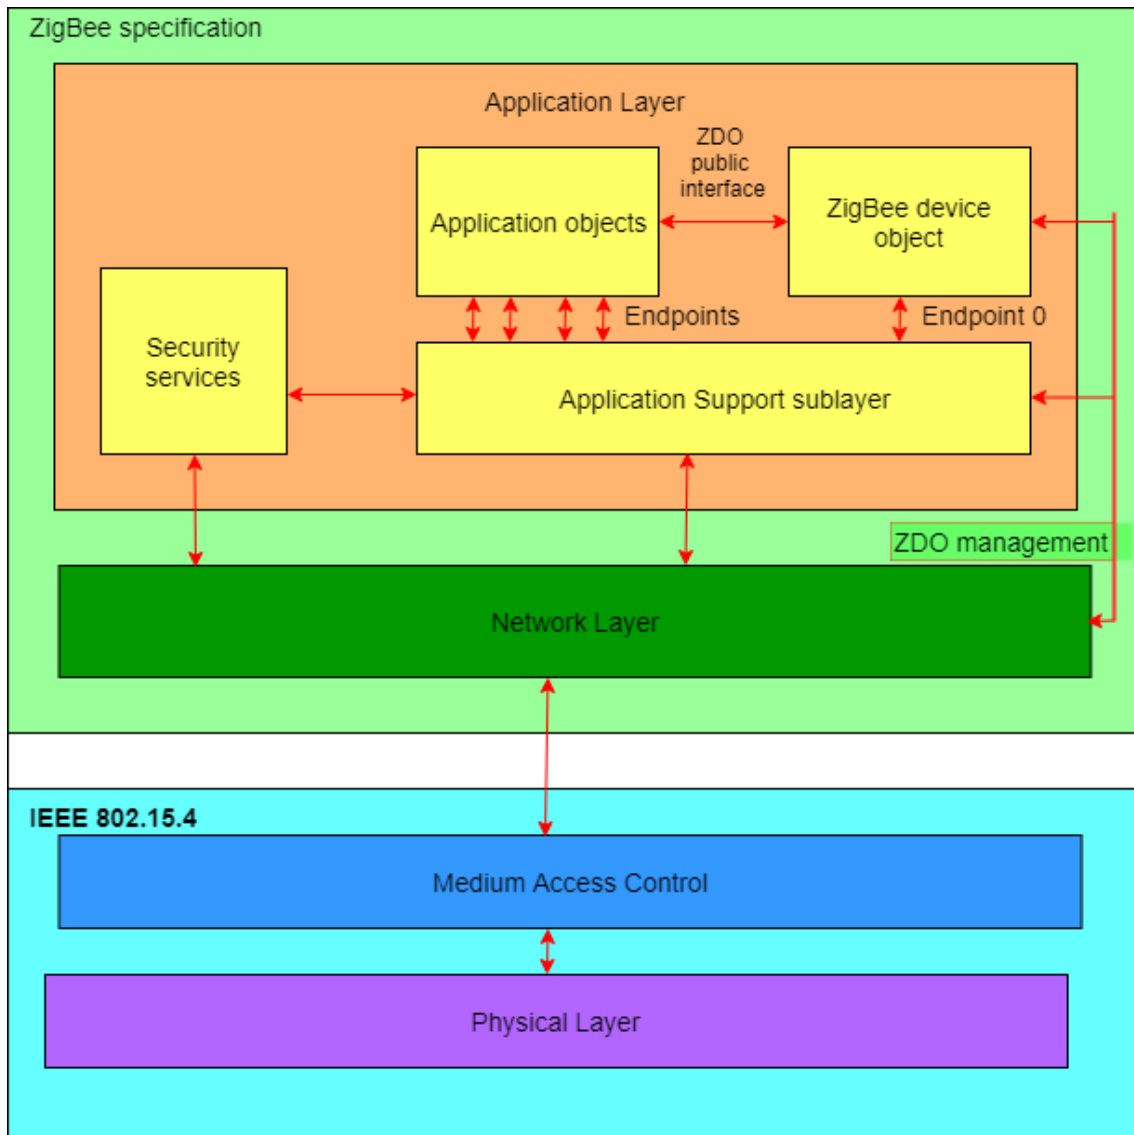 ZigBee specification
Application Layer
ZDO
public
interface
Application objects
ZigBee device
object
Endpoints
Endpoint 0
Security
services
Application Support sublayer
ZDO management
Network Layer
IEEE 802.15.4
Medium Access Control
Physical Layer